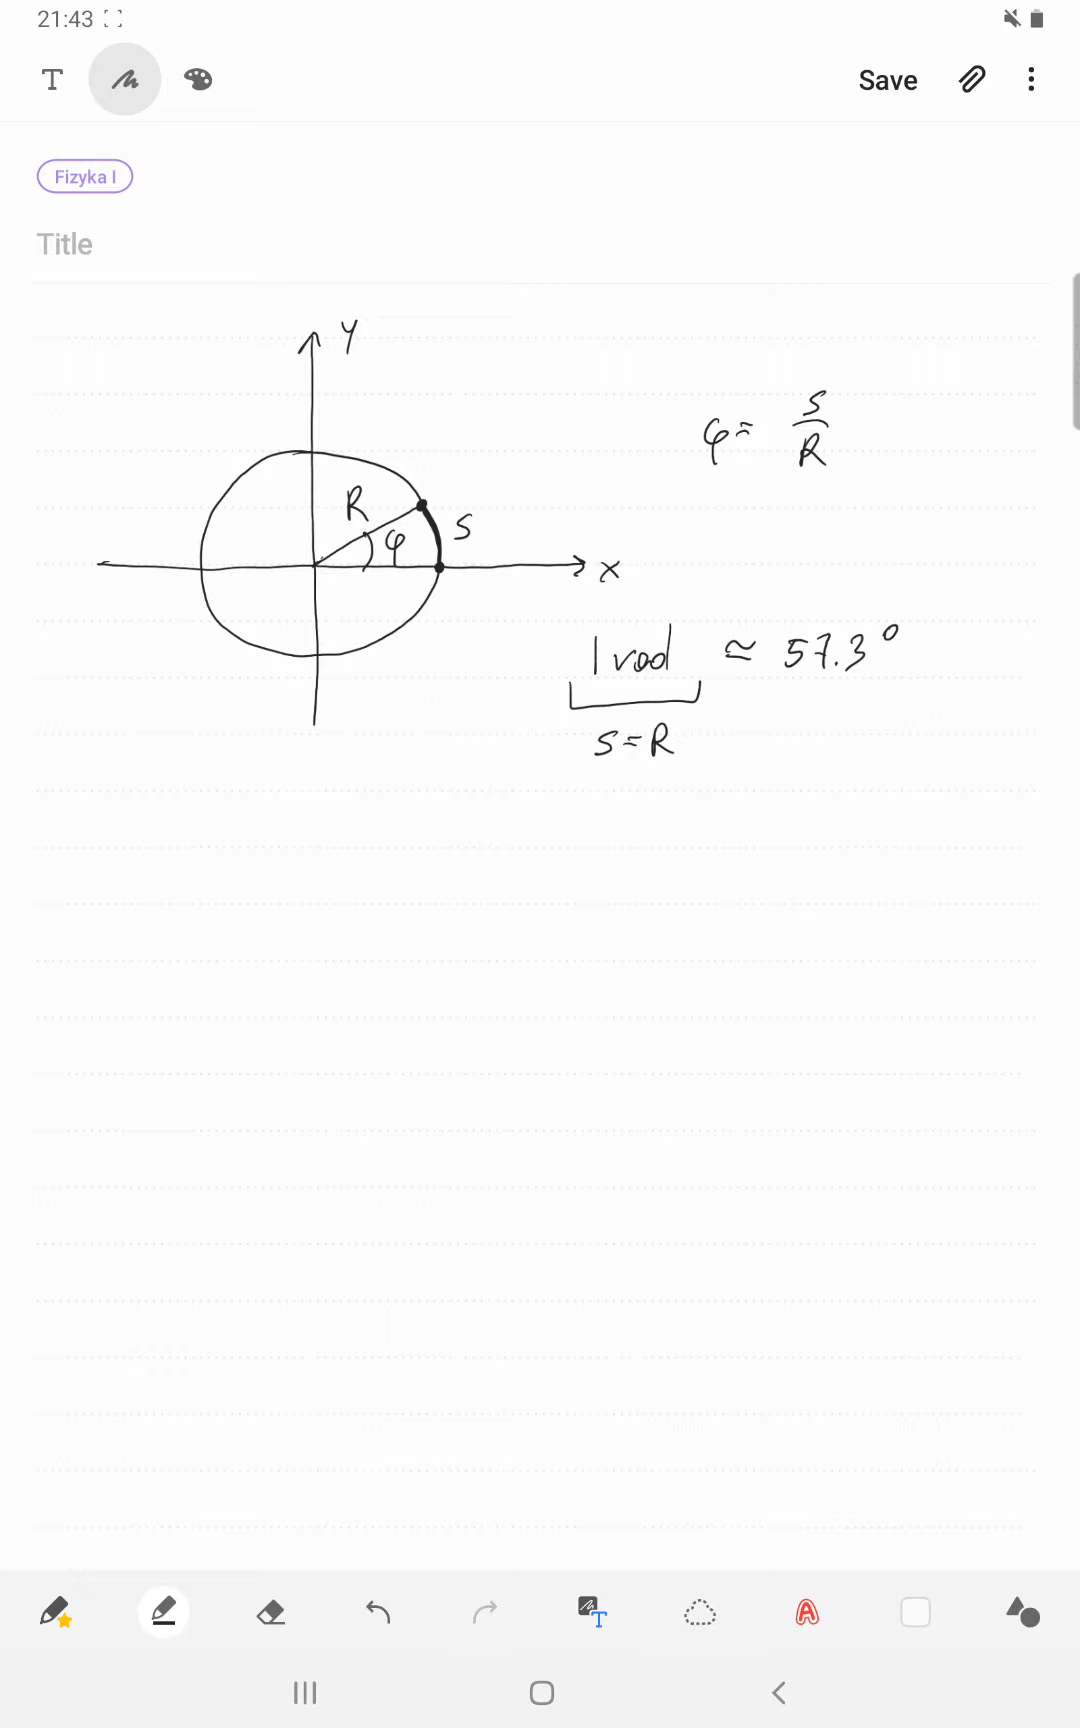 21:43
T
Save
Fizyka I
Title
y
φ = s/R
R
φ
s
x
1 rad ≃ 57.3°
s = R
T
A